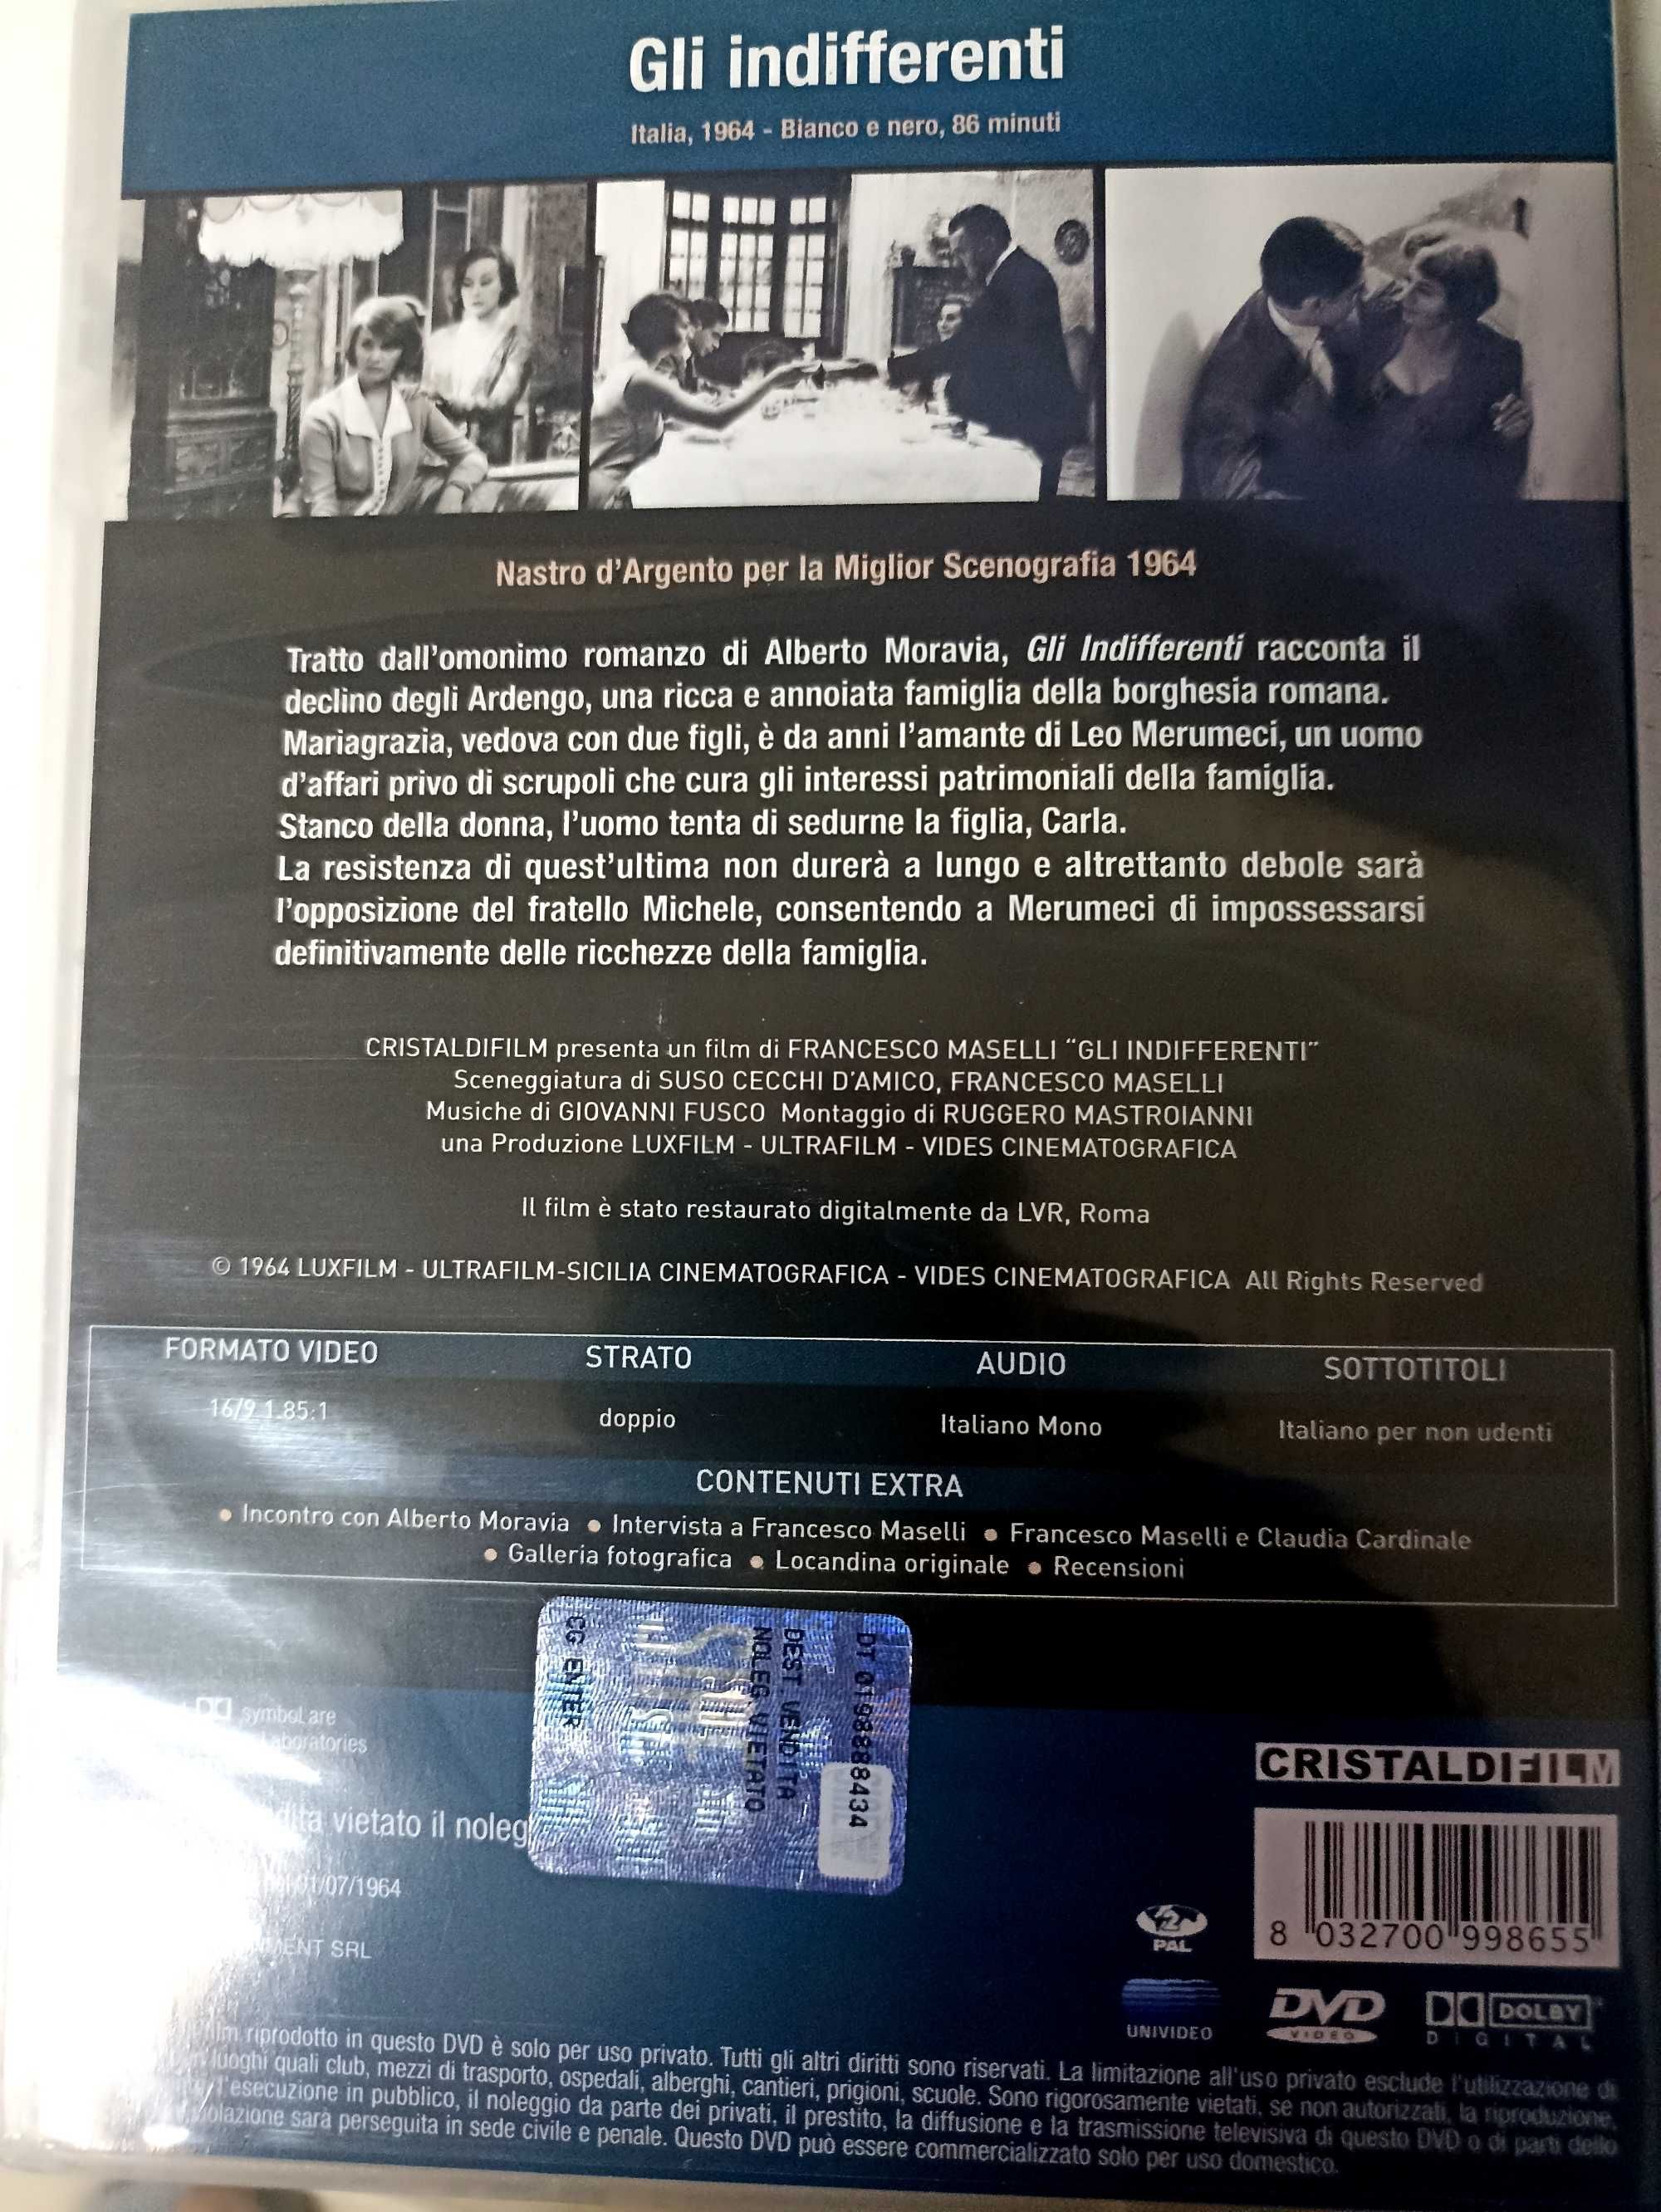 Gli indifferenti
Italia, 1964 - Bianco e nero, 86 minuti
Nastro d'Argento per la Miglior Scenografia 1964
Tratto dall'omonimo romanzo di Alberto Moravia, Gli Indifferenti racconta il
declino degli Ardengo, una ricca e annoiata famiglia della borghesia romana.
Mariagrazia, vedova con due figli, è da anni l'amante di Leo Merumeci, un uomo
d'affari privo di scrupoli che cura gli interessi patrimoniali della famiglia.
Stanco della donna, l'uomo tenta di sedurne la figlia, Carla.
La resistenza di quest'ultima non durerà a lungo e altrettanto debole sarà
l'opposizione del fratello Michele, consentendo a Merumeci di impossessarsi
definitivamente delle ricchezze della famiglia.
CRISTALDIFILM presenta un film di FRANCESCO MASELLI "GLI INDIFFERENTI"
Sceneggiatura di SUSO CECCHI D'AMICO, FRANCESCO MASELLI
Musiche di GIOVANNI FUSCO Montaggio di RUGGERO MASTROIANNI
una Produzione LUXFILM - ULTRAFILM - VIDES CINEMATOGRAFICA
Il film è stato restaurato digitalmente da LVR, Roma
© 1964 LUXFILM - ULTRAFILM-SICILIA CINEMATOGRAFICA - VIDES CINEMATOGRAFICA All Rights Reserved
FORMATO VIDEO STRATO AUDIO SOTTOTITOLI
16/9 1.85:1 doppio Italiano Mono Italiano per non udenti
CONTENUTI EXTRA
• Incontro con Alberto Moravia • Intervista a Francesco Maselli • Francesco Maselli e Claudia Cardinale
• Galleria fotografica • Locandina originale • Recensioni
DT 019888434
DEST VENDITA
NOLEG VIETATO
symbol are
vietato il noleg
01/07/1964
SRL
CRISTALDIFILM
8 032700 998655
2
PAL
UNIVIDEO
DVD
VIDEO
DOLBY
DIGITAL
riprodotto in questo DVD è solo per uso privato. Tutti gli altri diritti sono riservati. La limitazione all'uso privato esclude l'utilizzazione di
luoghi quali club, mezzi di trasporto, ospedali, alberghi, cantieri, prigioni, scuole. Sono rigorosamente vietati, se non autorizzati, la riproduzione,
l'esecuzione in pubblico, il noleggio da parte dei privati, il prestito, la diffusione e la trasmissione televisiva di questo DVD o di parti dello
sarà perseguita in sede civile e penale. Questo DVD può essere commercializzato solo per uso domestico.